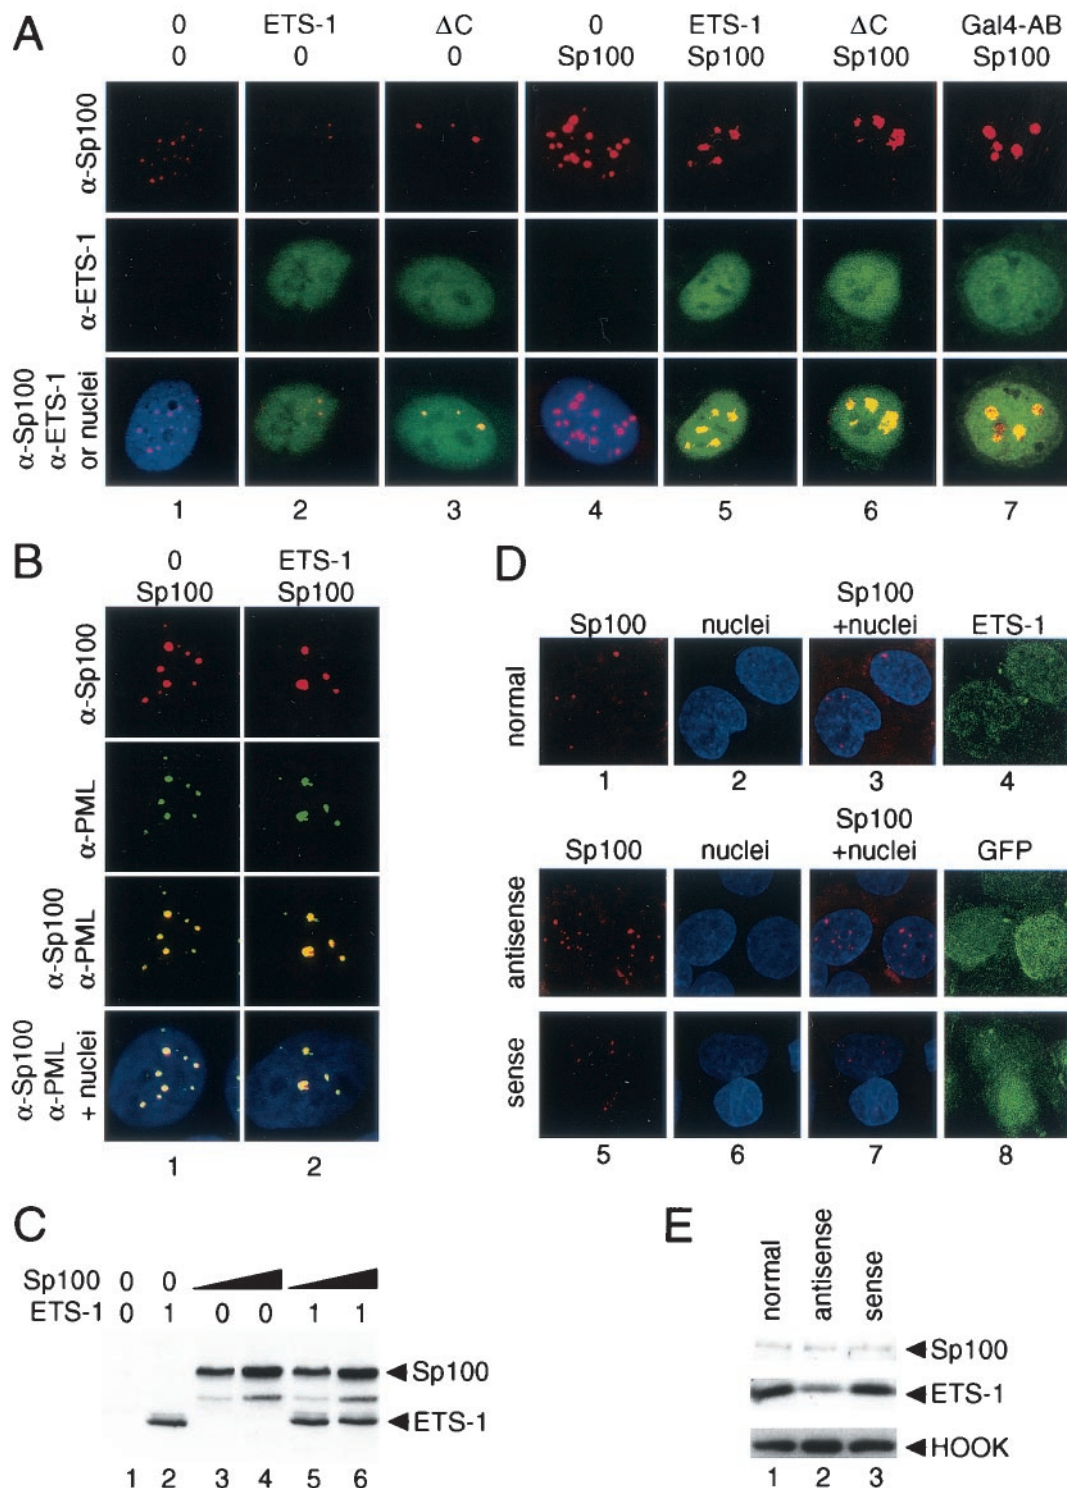 A
0 ETS-1 ΔC 0 ETS-1 ΔC Gal4-AB
0 0 0 Sp100 Sp100 Sp100 Sp100
α-Sp100
α-ETS-1
α-Sp100
α-ETS-1
or nuclei
1 2 3 4 5 6 7
B
0 ETS-1
Sp100 Sp100
α-Sp100
α-PML
α-Sp100
α-PML
α-Sp100
α-PML
+ nuclei
1 2
D
Sp100 nuclei Sp100 +nuclei ETS-1
normal
1 2 3 4
Sp100 nuclei Sp100 +nuclei GFP
antisense
sense
5 6 7 8
C
Sp100 0 0
ETS-1 0 1 0 0 1 1
Sp100
ETS-1
1 2 3 4 5 6
E
normal antisense sense
Sp100
ETS-1
HOOK
1 2 3